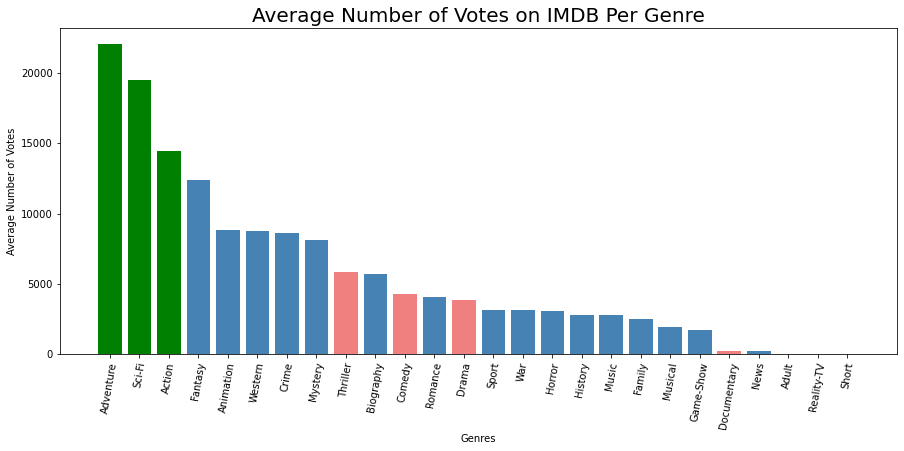 Average Number of Votes on IMDB Per Genre
Average Number of Votes
20000
15000
10000
5000
0
Adventure
Sci-Fi
Action
Fantasy
Animation
Western
Crime
Mystery
Thriller
Biography
Comedy
Romance
Drama
Sport
War
Horror
History
Music
Family
Musical
Game-Show
Documentary
News
Adult
Reality-TV
Short
Genres